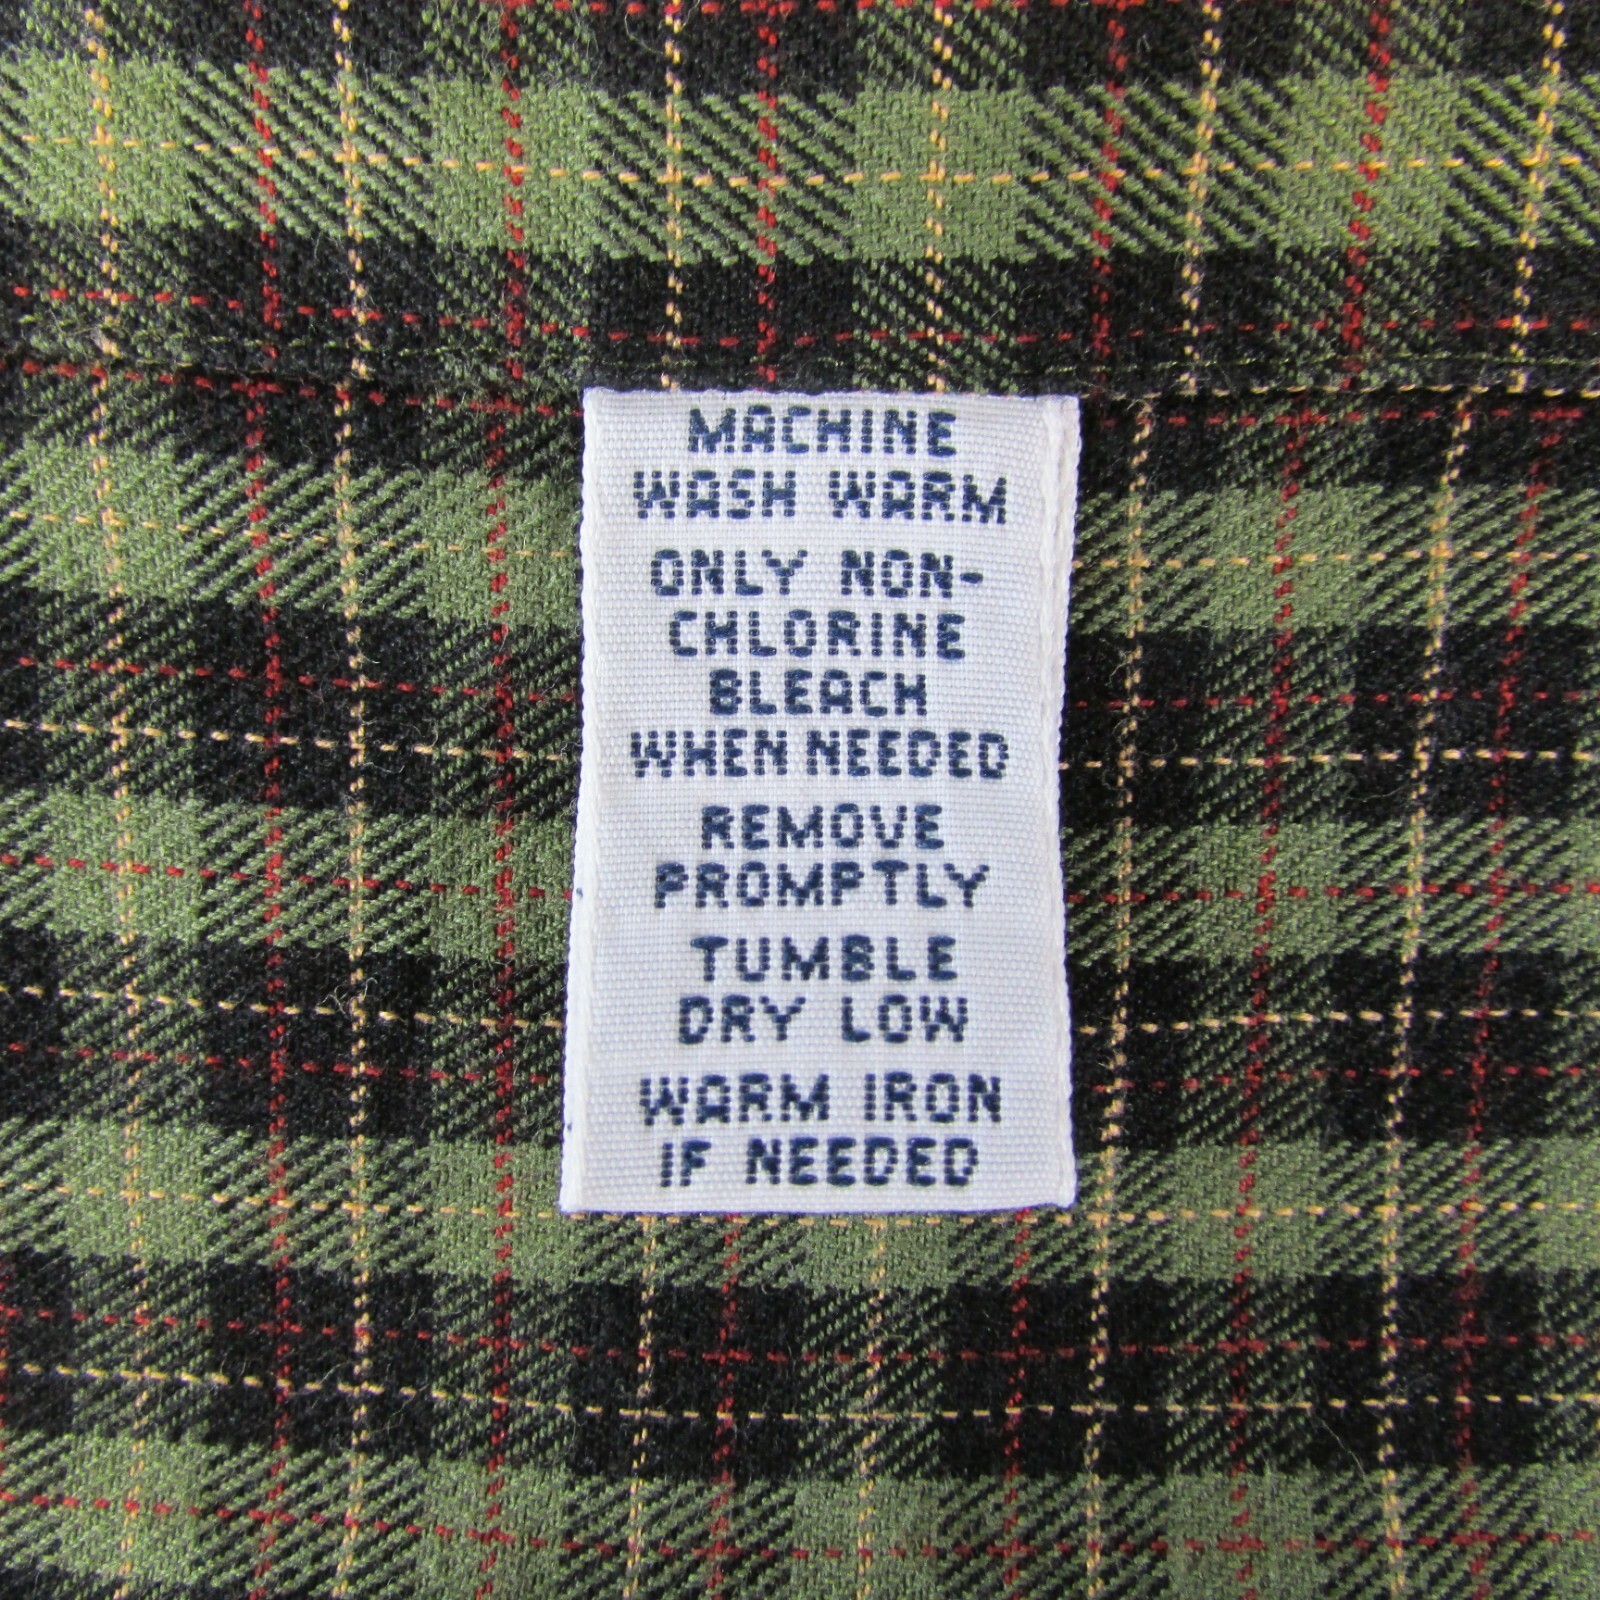 MACHINE
WASH WARM
ONLY NON-
CHLORINE
BLEACH
WHEN NEEDED
REMOVE
PROMPTLY
TUMBLE
DRY LOW
WARM IRON
IF NEEDED